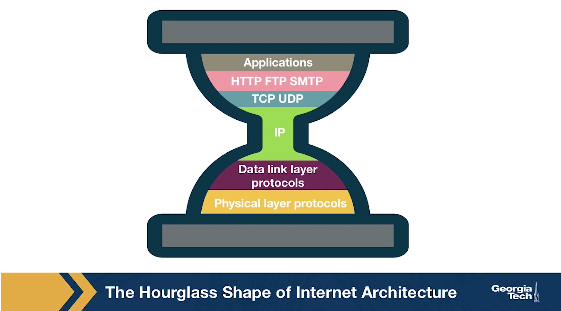 Applications
HTTP FTP SMTP
TCP UDP
IP
Data link layer
protocols
Physical layer protocols
The Hourglass Shape of Internet Architecture
Georgia
Tech